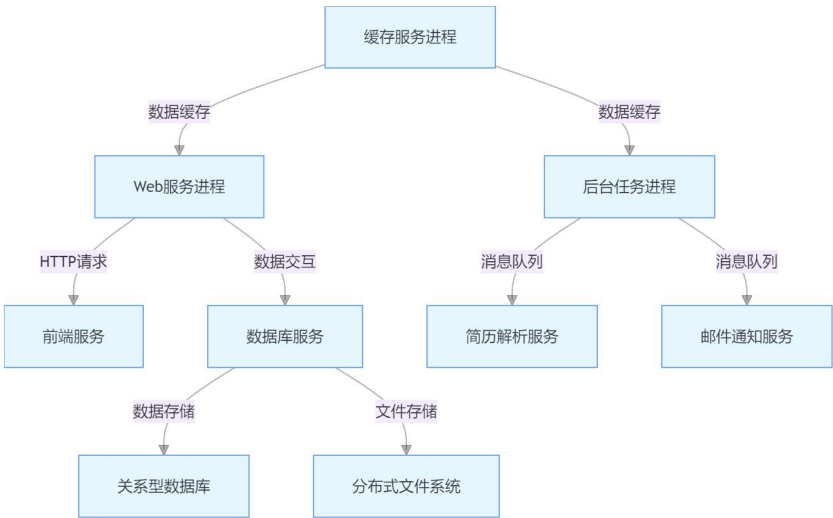 缓存服务进程
数据缓存
数据缓存
Web服务进程
后台任务进程
HTTP请求
数据交互
消息队列
消息队列
前端服务
数据库服务
简历解析服务
邮件通知服务
数据存储
文件存储
关系型数据库
分布式文件系统